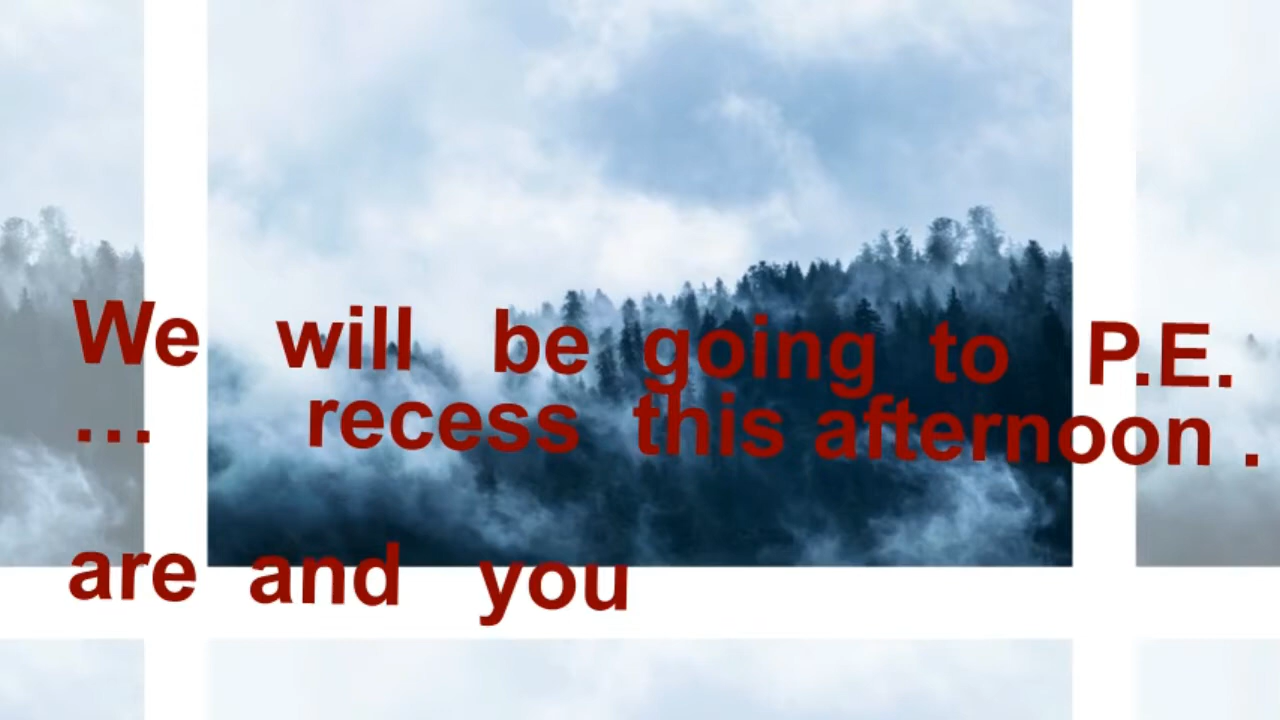 We will be going to P.E.
... recess this afternoon .
are and you